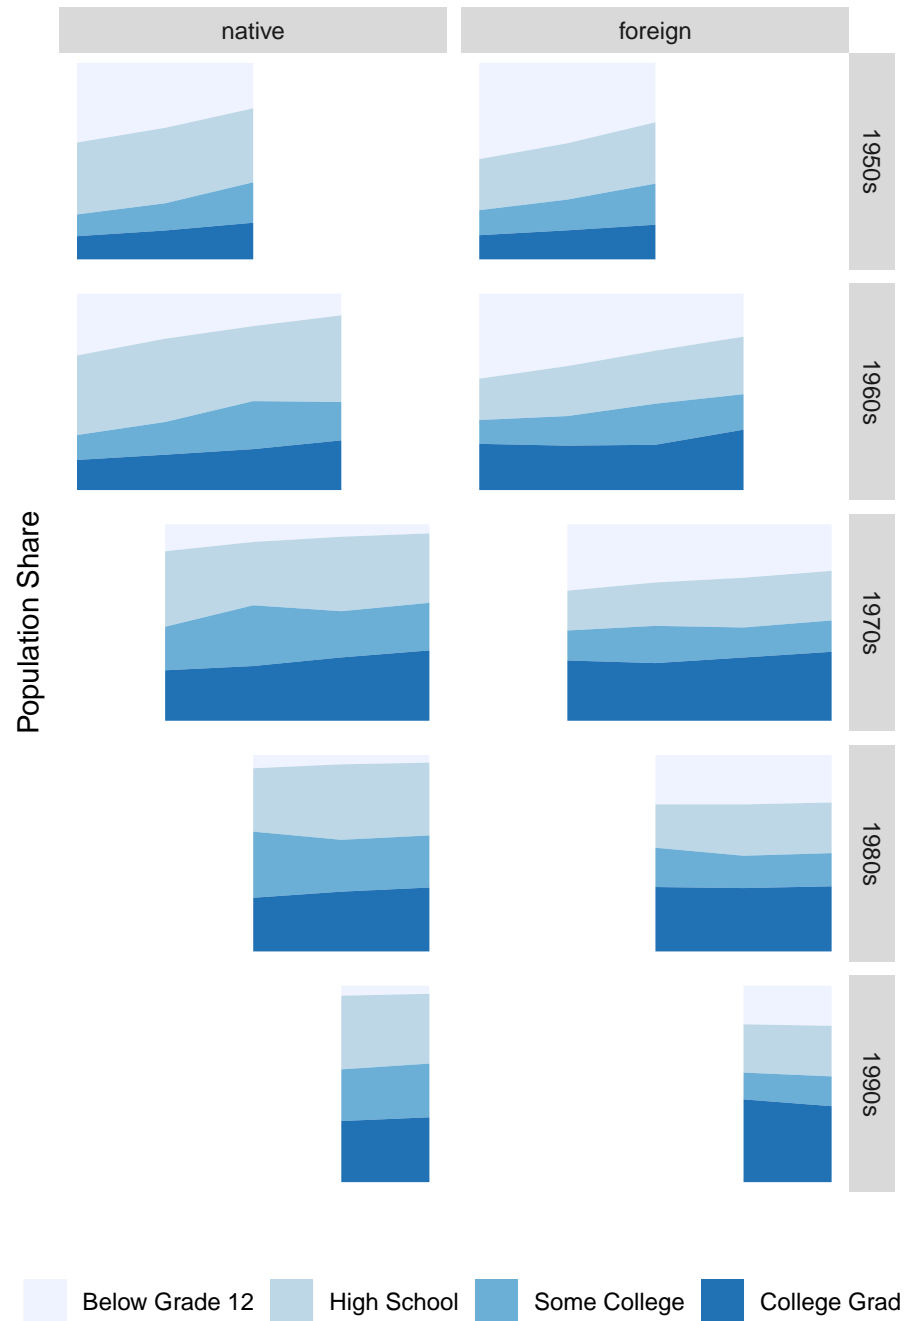 native
foreign
1950s
1960s
Population Share
1970s
1980s
1990s
Below Grade 12
High School
Some College
College Grad